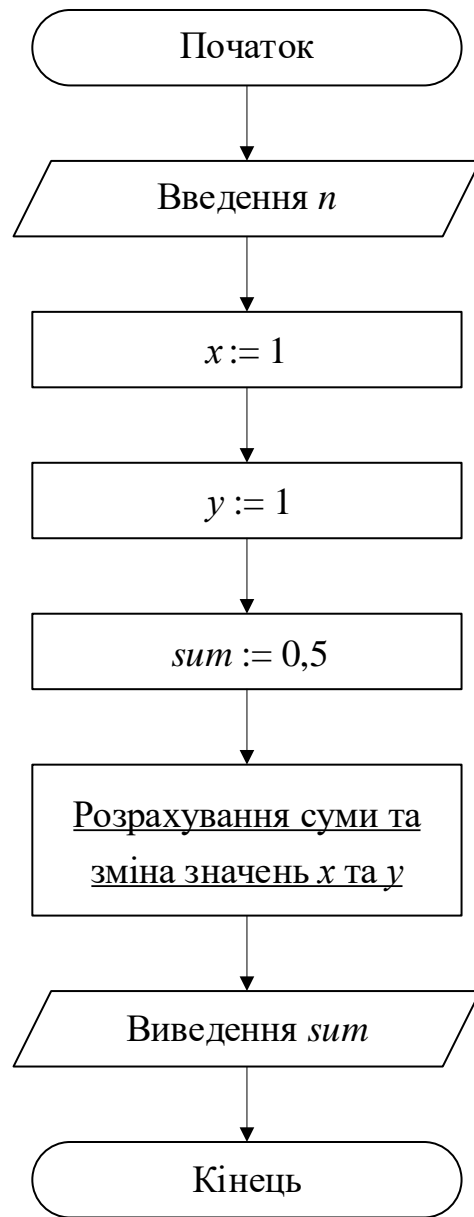 Початок
Введення n
x := 1
y := 1
sum := 0,5
Розрахування суми та
зміна значень x та y
Виведення sum
Кінець